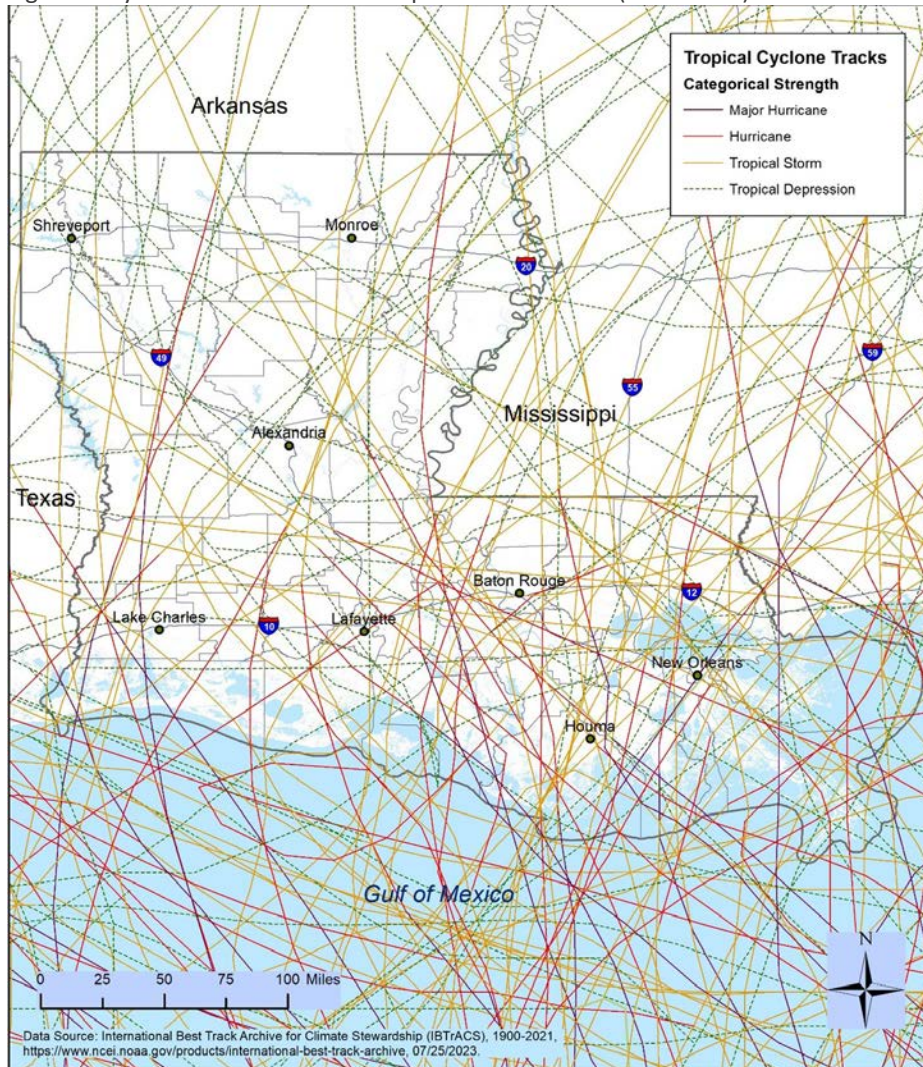 Tropical Cyclone Tracks
Categorical Strength
Major Hurricane
Hurricane
Tropical Storm
Tropical Depression
Arkansas
Shreveport
Monroe
20
49
59
55
Mississippi
Alexandria
Texas
Baton Rouge
12
Lake Charles
10
Lafayette
New Orleans
Houma
Gulf of Mexico
N
0 25 50 75 100 Miles
Data Source: International Best Track Archive for Climate Stewardship (IBTrACS), 1900-2021,
https://www.ncei.noaa.gov/products/international-best-track-archive, 07/25/2023.